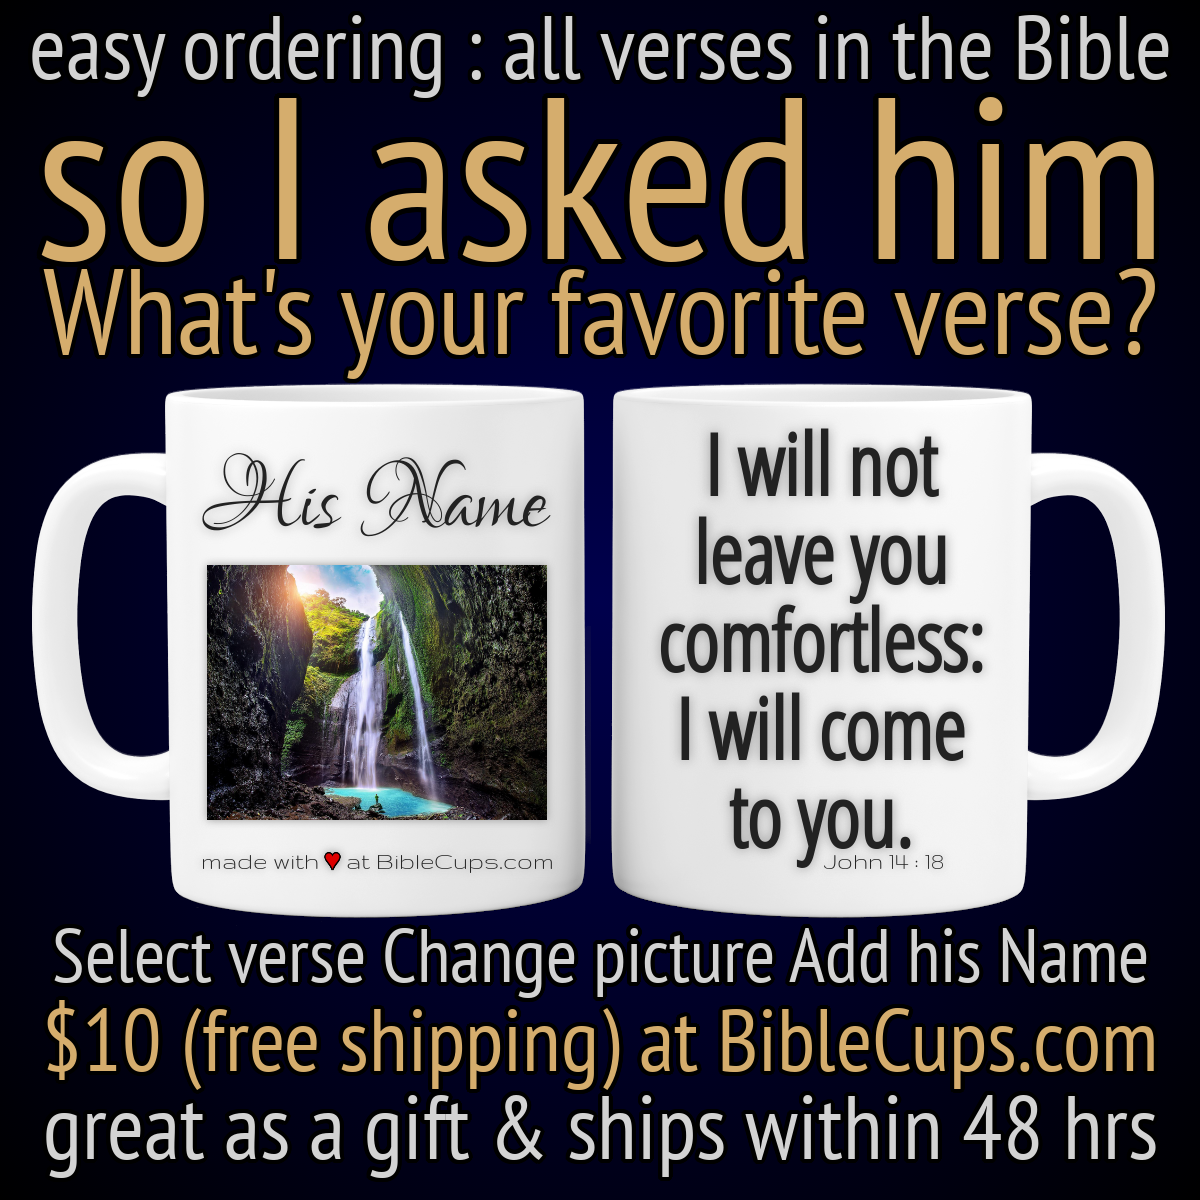 easy ordering : all verses in the Bible
so I asked him
What's your favorite verse?
His Name
made with ♥ at BibleCups.com
I will not
leave you
comfortless:
I will come
to you.
John 14 : 18
Select verse Change picture Add his Name
$10 (free shipping) at BibleCups.com
great as a gift & ships within 48 hrs